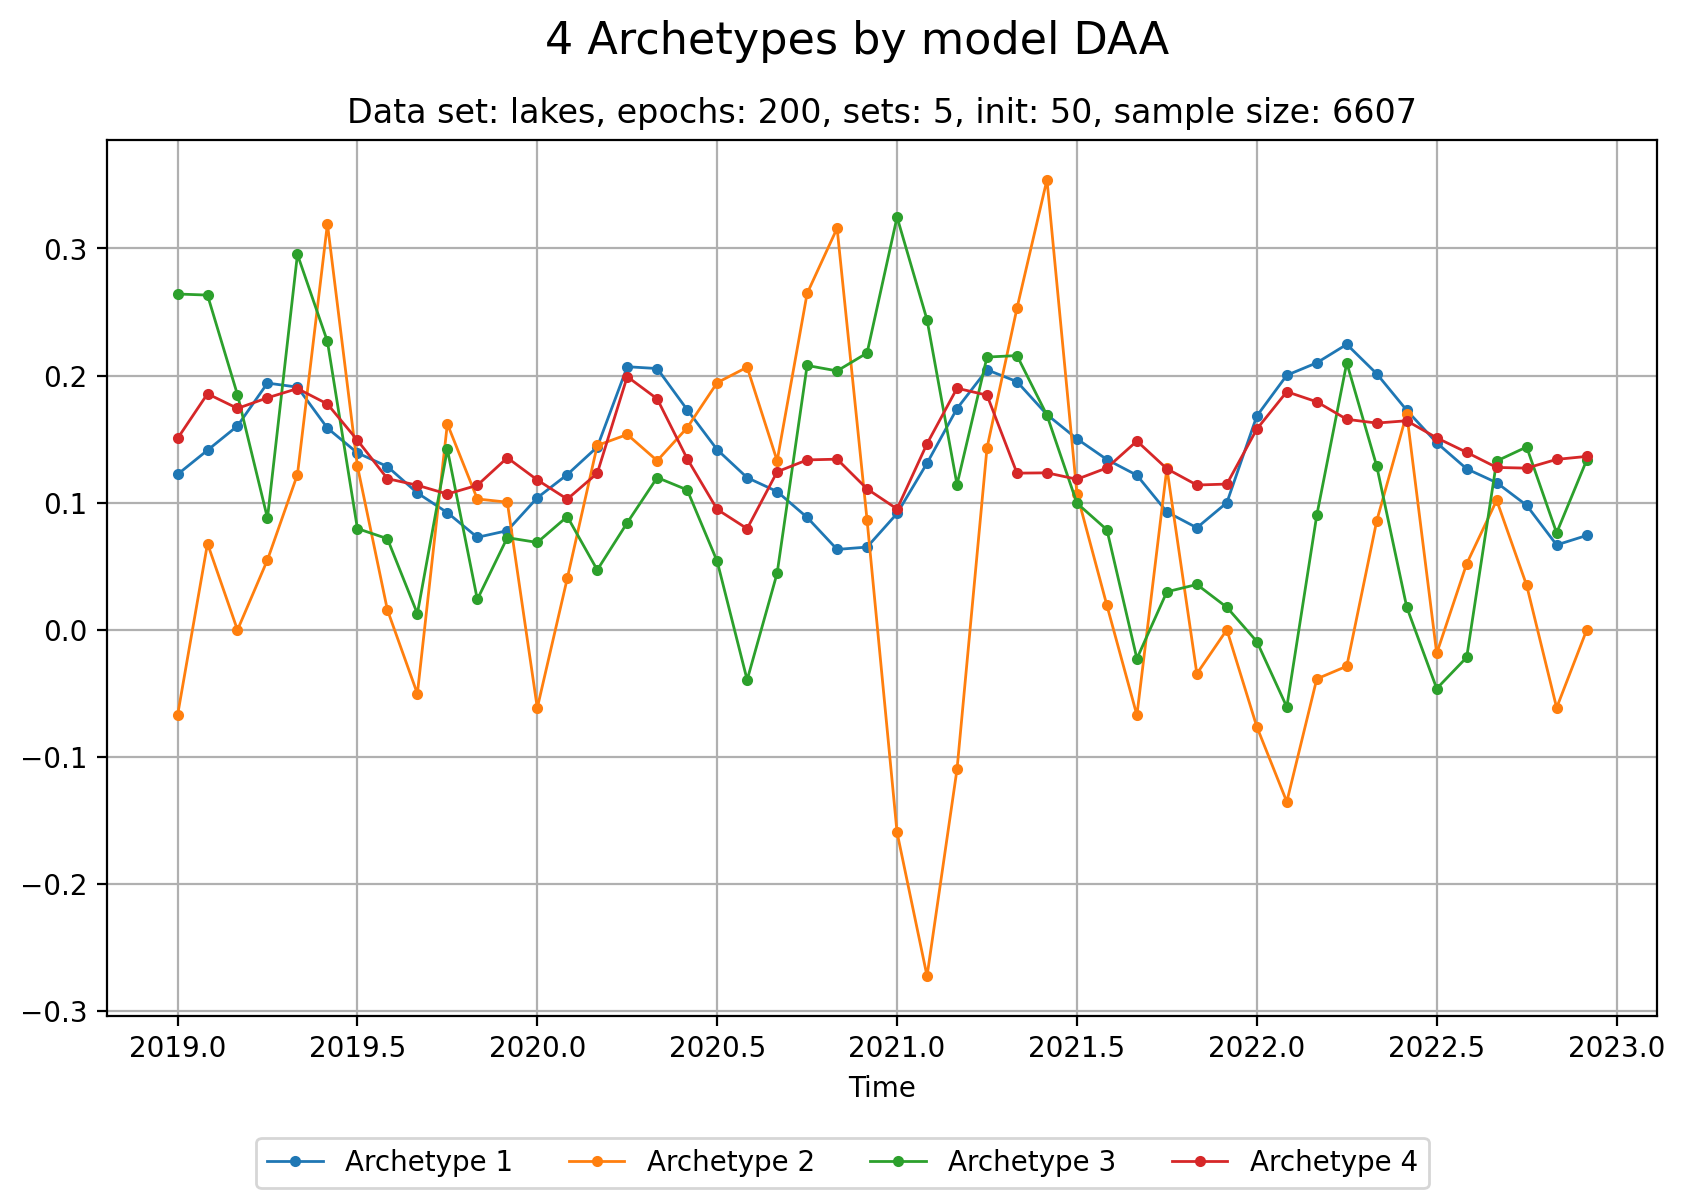 4 Archetypes by model DAA
Data set: lakes, epochs: 200, sets: 5, init: 50, sample size: 6607
0.3
0.2
0.1
0.0
−0.1
−0.2
−0.3
2019.0 2019.5 2020.0 2020.5 2021.0 2021.5 2022.0 2022.5 2023.0
Time
Archetype 1 Archetype 2 Archetype 3 Archetype 4